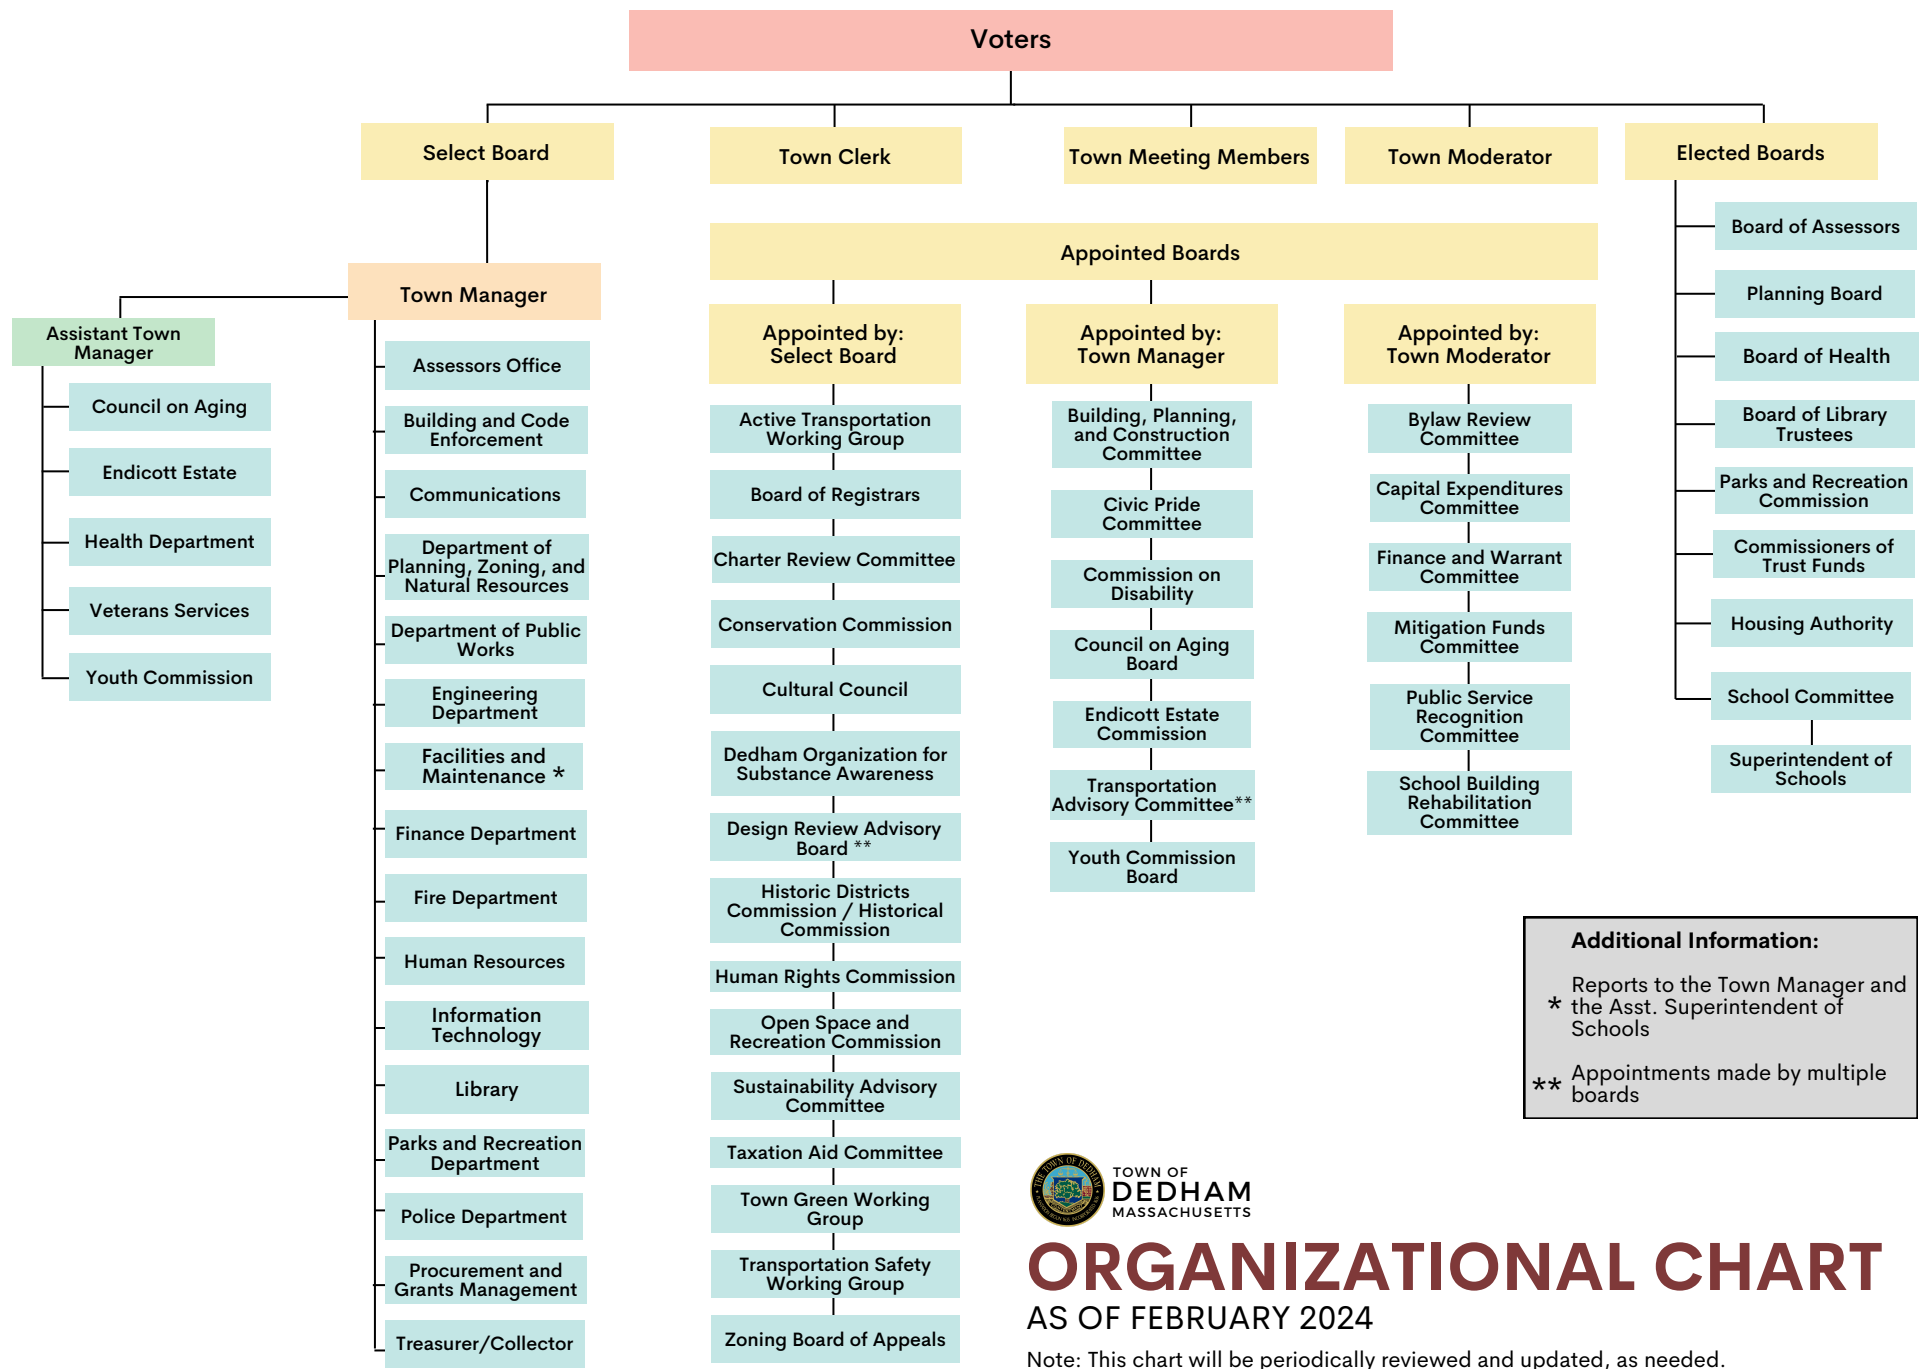 Voters
Select Board
Town Clerk
Town Meeting Members
Town Moderator
Elected Boards
Town Manager
Assistant Town
Manager
Council on Aging
Endicott Estate
Health Department
Veterans Services
Youth Commission
Assessors Office
Building and Code
Enforcement
Communications
Department of
Planning, Zoning, and
Natural Resources
Department of Public
Works
Engineering
Department
Facilities and
Maintenance *
Finance Department
Fire Department
Human Resources
Information
Technology
Library
Parks and Recreation
Department
Police Department
Procurement and
Grants Management
Treasurer/Collector
Appointed Boards
Appointed by:
Select Board
Active Transportation
Working Group
Board of Registrars
Charter Review Committee
Conservation Commission
Cultural Council
Dedham Organization for
Substance Awareness
Design Review Advisory
Board **
Historic Districts
Commission / Historical
Commission
Human Rights Commission
Open Space and
Recreation Commission
Sustainability Advisory
Committee
Taxation Aid Committee
Town Green Working
Group
Transportation Safety
Working Group
Zoning Board of Appeals
Appointed by:
Town Manager
Building, Planning,
and Construction
Committee
Civic Pride
Committee
Commission on
Disability
Council on Aging
Board
Endicott Estate
Commission
Transportation
Advisory Committee**
Youth Commission
Board
Appointed by:
Town Moderator
Bylaw Review
Committee
Capital Expenditures
Committee
Finance and Warrant
Committee
Mitigation Funds
Committee
Public Service
Recognition
Committee
School Building
Rehabilitation
Committee
Board of Assessors
Planning Board
Board of Health
Board of Library
Trustees
Parks and Recreation
Commission
Commissioners of
Trust Funds
Housing Authority
School Committee
Superintendent of
Schools
Additional Information:
* Reports to the Town Manager and
the Asst. Superintendent of
Schools
** Appointments made by multiple
boards
THE TOWN OF DEDHAM
TOWN OF
DEDHAM
MASSACHUSETTS
ORGANIZATIONAL CHART
AS OF FEBRUARY 2024
Note: This chart will be periodically reviewed and updated, as needed.